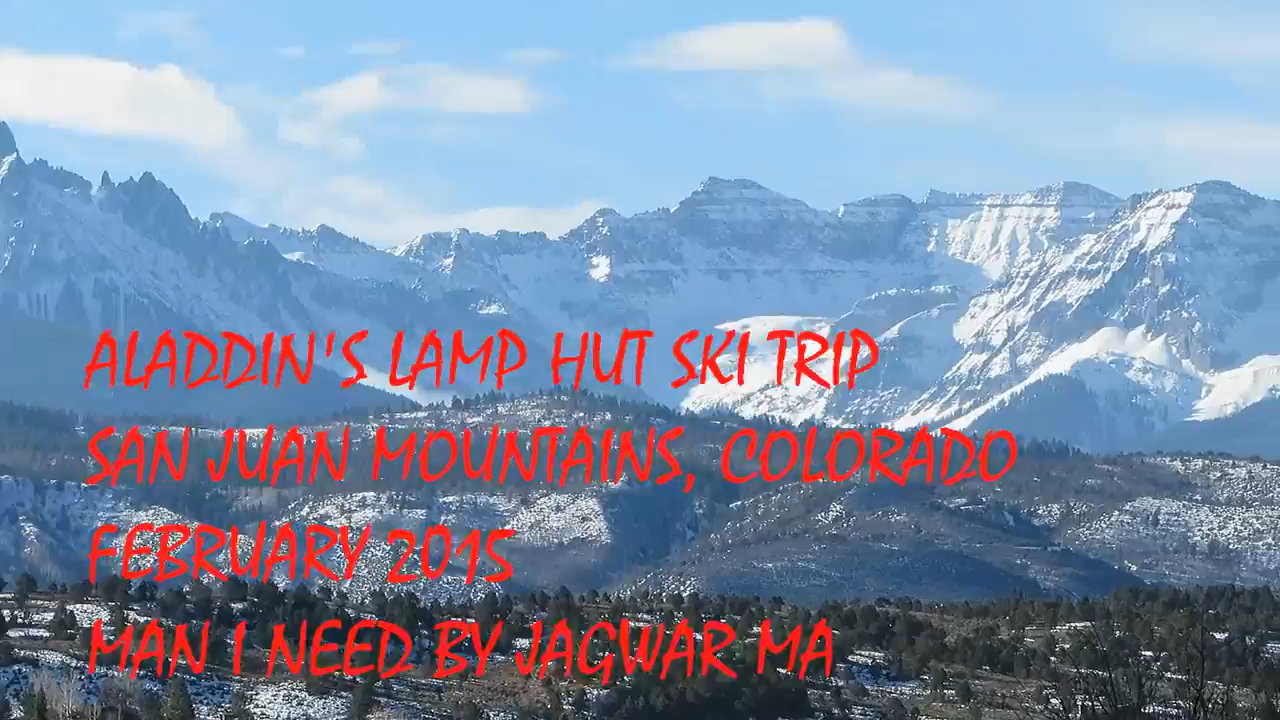 ALADDIN'S LAMP HUT SKI TRIP
SAN JUAN MOUNTAINS, COLORADO
FEBRUARY 2015
MAN I NEED BY JAGWAR MA